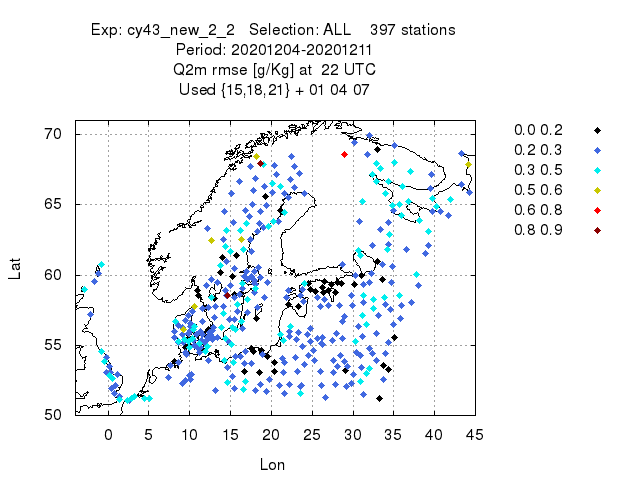 Exp: cy43_new_2_2 Selection: ALL 397 stations
Period: 20201204-20201211
Q2m rmse [g/Kg] at 22 UTC
Used {15,18,21} + 01 04 07
70
65
60
55
50
Lat
0 5 10 15 20 25 30 35 40 45
Lon
0.0 0.2
0.2 0.3
0.3 0.5
0.5 0.6
0.6 0.8
0.8 0.9